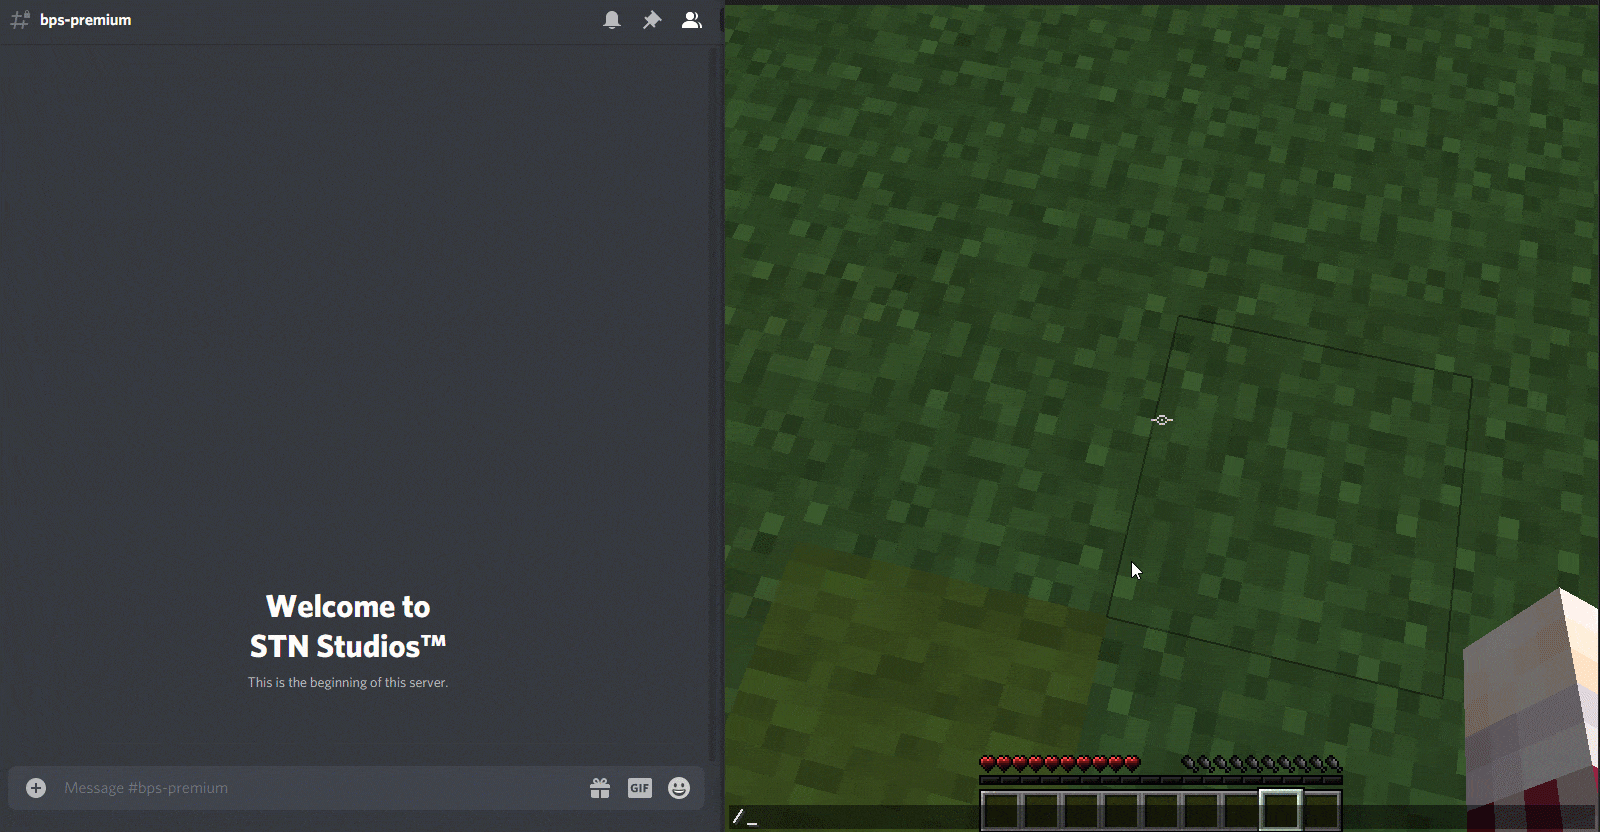 bps-premium
Welcome to
STN Studios™
This is the beginning of this server.
Message #bps-premium
GIF
/_